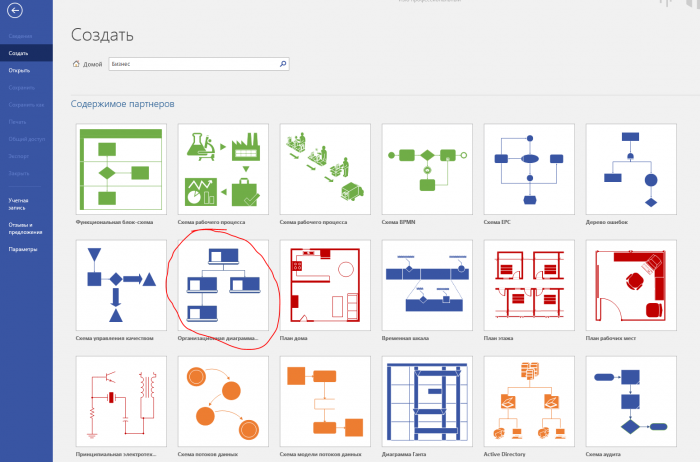 Создать
Сведения
Создать
Открыть
Сохранить
Сохранить как
Печать
Общий доступ
Экспорт
Закрыть
Учетная
запись
Отзывы и
предложения
Параметры
Домой
Бизнес
Содержимое партнеров
Функциональная блок-схема
Схема рабочего процесса
Схема рабочего процесса
Схема BPMN
Схема EPC
Дерево ошибок
Схема управления качеством
Организационная диаграмма...
План дома
Временная шкала
План этажа
План рабочих мест
Принципиальная электротех...
Схема потоков данных
Схема модели потоков данных
Диаграмма Ганта
Active Directory
Схема аудита